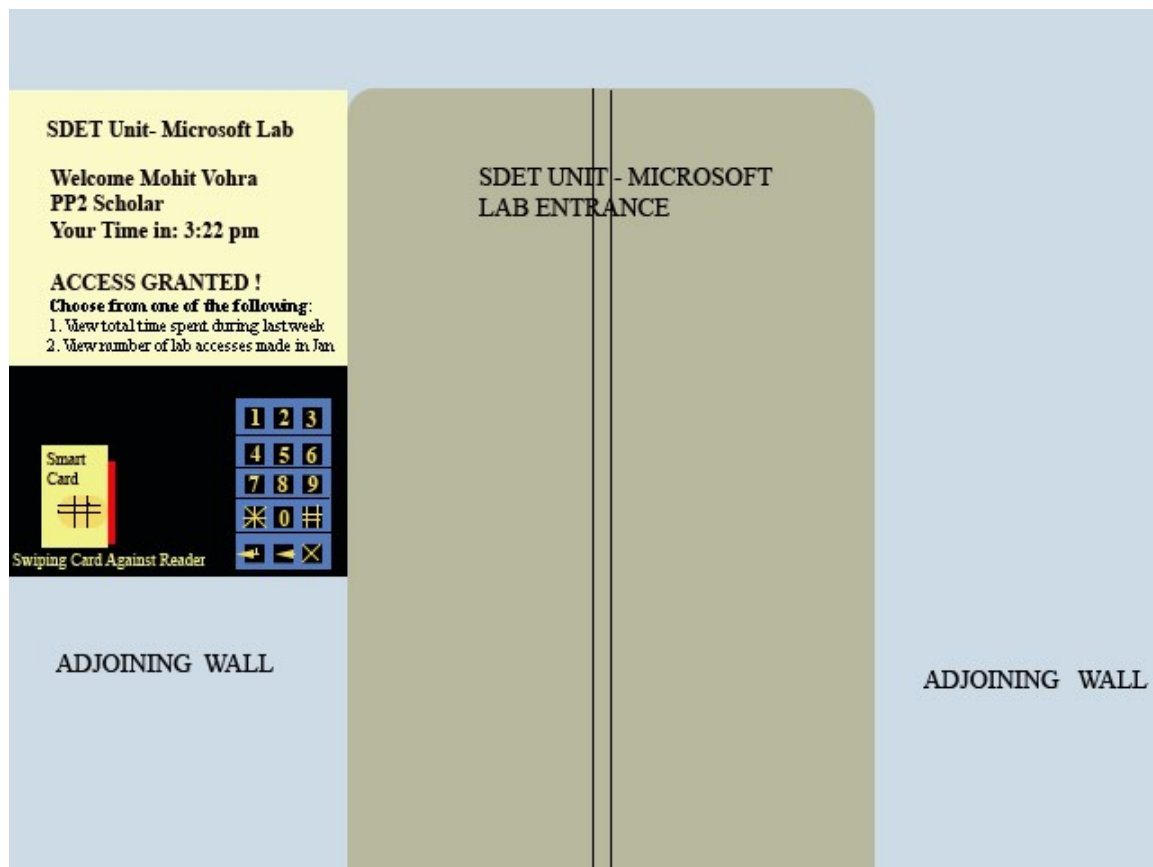 SDET Unit- Microsoft Lab
Welcome Mohit Vohra
PP2 Scholar
Your Time in: 3:22 pm
ACCESS GRANTED !
Choose from one of the following:
1. View total time spent during last week
2. View number of lab accesses made in Jan
1 2 3
4 5 6
7 8 9
0
Smart
Card
Swiping Card Against Reader
SDET UNIT - MICROSOFT
LAB ENTRANCE
ADJOINING WALL
ADJOINING WALL